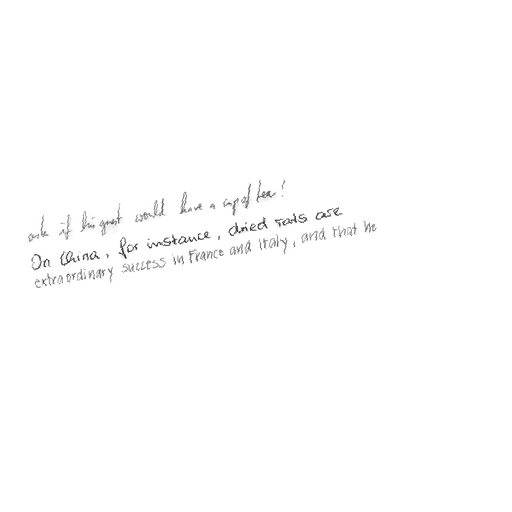 ask if his guest would have a cup of tea!
In China, for instance, dried rats are
extraordinary success in France and Italy, and that he